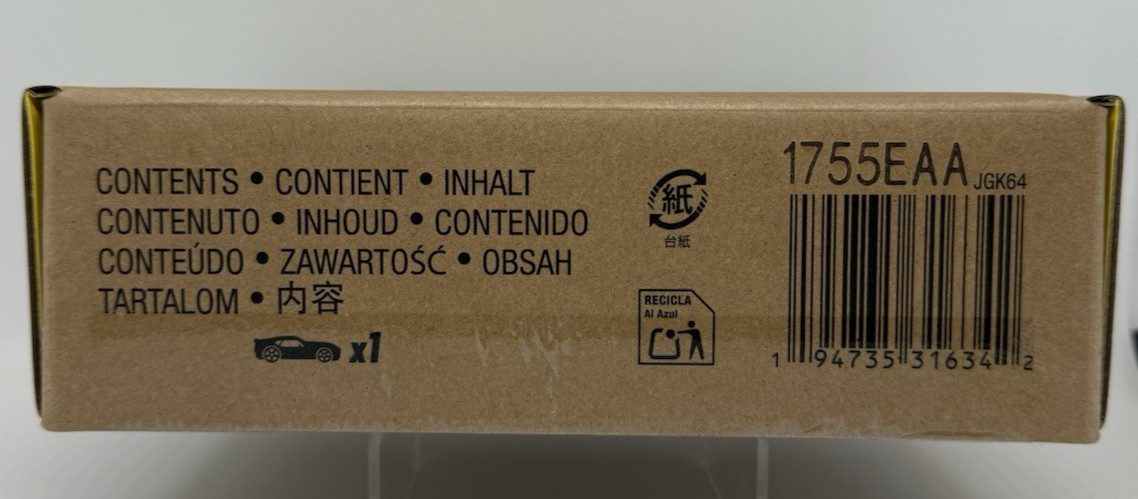 CONTENTS • CONTIENT • INHALT
CONTENUTO • INHOUD • CONTENIDO
CONTEÚDO • ZAWARTOŚĆ • OBSAH
TARTALOM • 内容
x1
紙
台紙
RECICLA
Al Azul
1755EAA JGK64
1 94735 31634 2